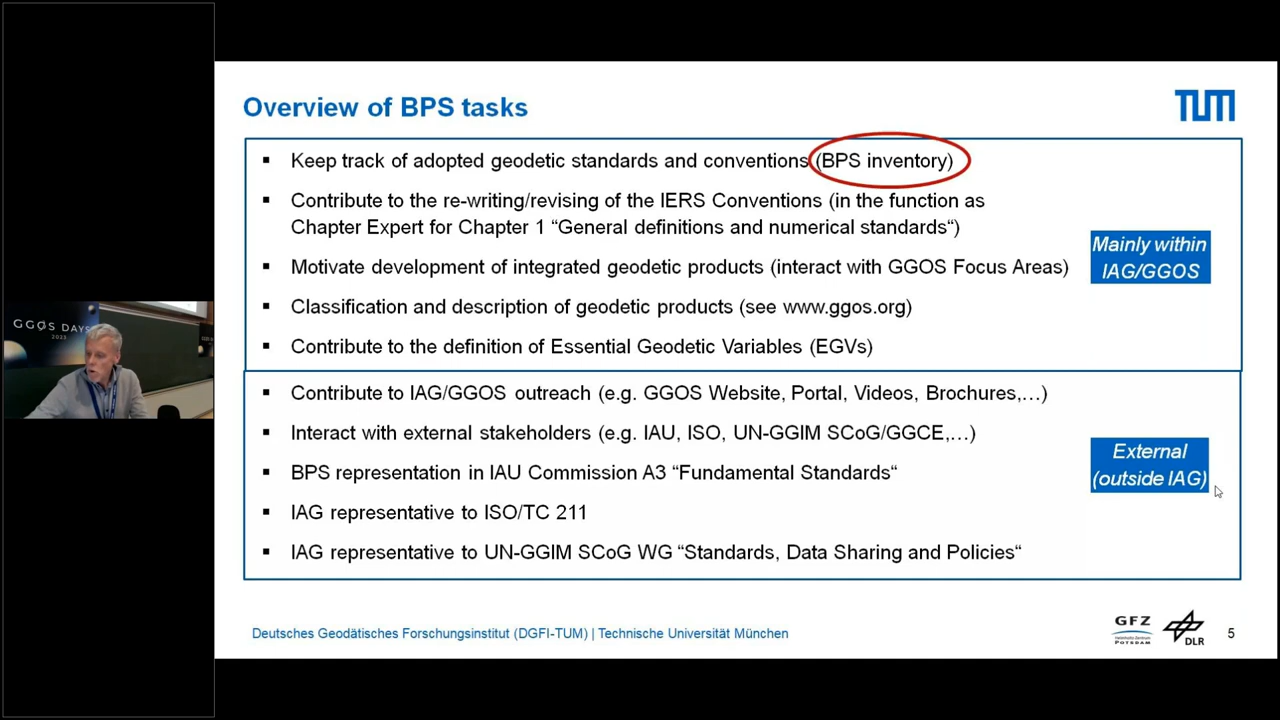 Overview of BPS tasks
TUM
▪ Keep track of adopted geodetic standards and conventions (BPS inventory)
▪ Contribute to the re-writing/revising of the IERS Conventions (in the function as
Chapter Expert for Chapter 1 “General definitions and numerical standards“)
▪ Motivate development of integrated geodetic products (interact with GGOS Focus Areas)
▪ Classification and description of geodetic products (see www.ggos.org)
▪ Contribute to the definition of Essential Geodetic Variables (EGVs)
Mainly within
IAG/GGOS
▪ Contribute to IAG/GGOS outreach (e.g. GGOS Website, Portal, Videos, Brochures,…)
▪ Interact with external stakeholders (e.g. IAU, ISO, UN-GGIM SCoG/GGCE,…)
▪ BPS representation in IAU Commission A3 “Fundamental Standards“
▪ IAG representative to ISO/TC 211
▪ IAG representative to UN-GGIM SCoG WG “Standards, Data Sharing and Policies“
External
(outside IAG)
GGOS DAYS
2023
Deutsches Geodätisches Forschungsinstitut (DGFI-TUM) | Technische Universität München
GFZ
POTSDAM
DLR
5